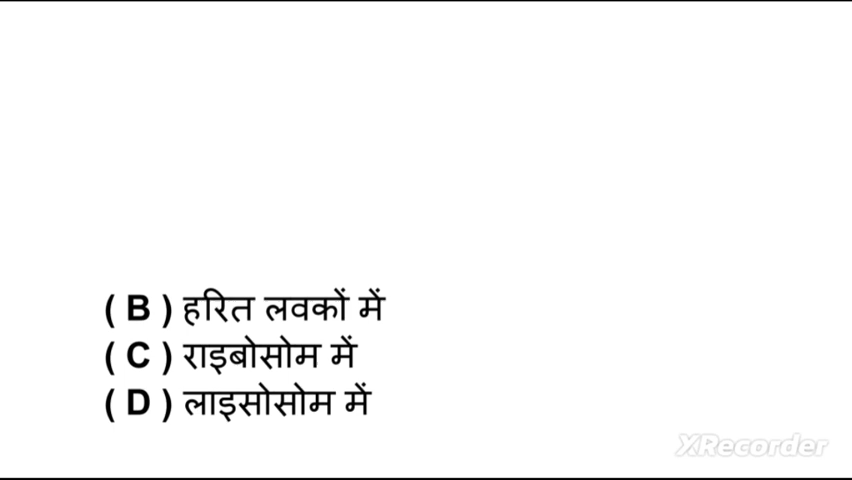 ( B ) हरित लवकों में
( C ) राइबोसोम में
( D ) लाइसोसोम में
XRecorder